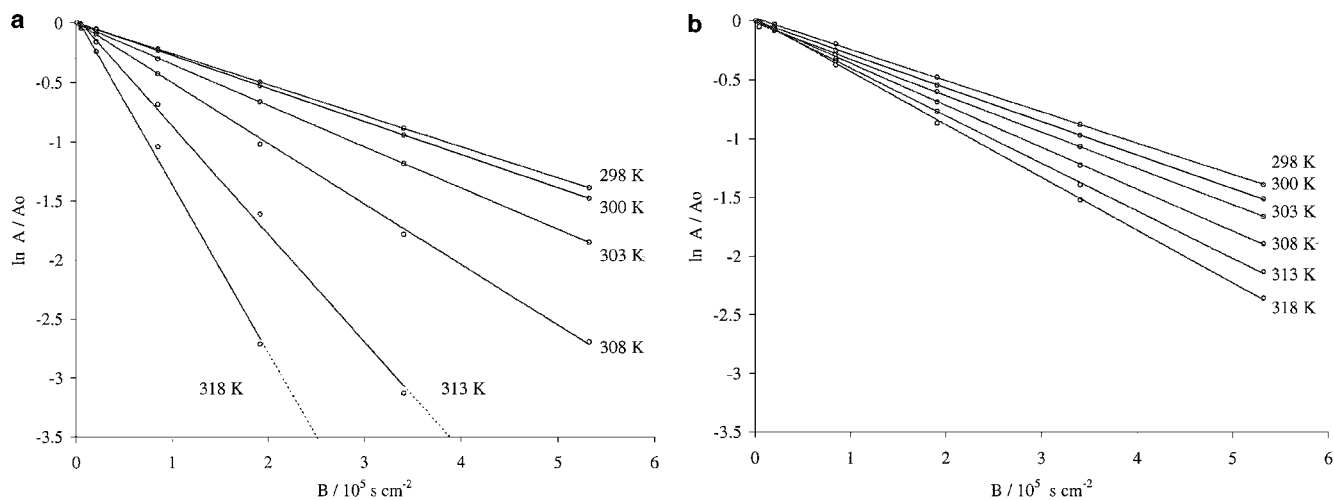 a
0
-0.5
-1
-1.5
-2
-2.5
-3
-3.5
ln A / Ao
298 K
300 K
303 K
308 K
313 K
318 K
0 1 2 3 4 5 6
B / 10⁵ s cm⁻²
b
0
-0.5
-1
-1.5
-2
-2.5
-3
-3.5
ln A / Ao
298 K
300 K
303 K
308 K
313 K
318 K
0 1 2 3 4 5 6
B / 10⁵ s cm⁻²